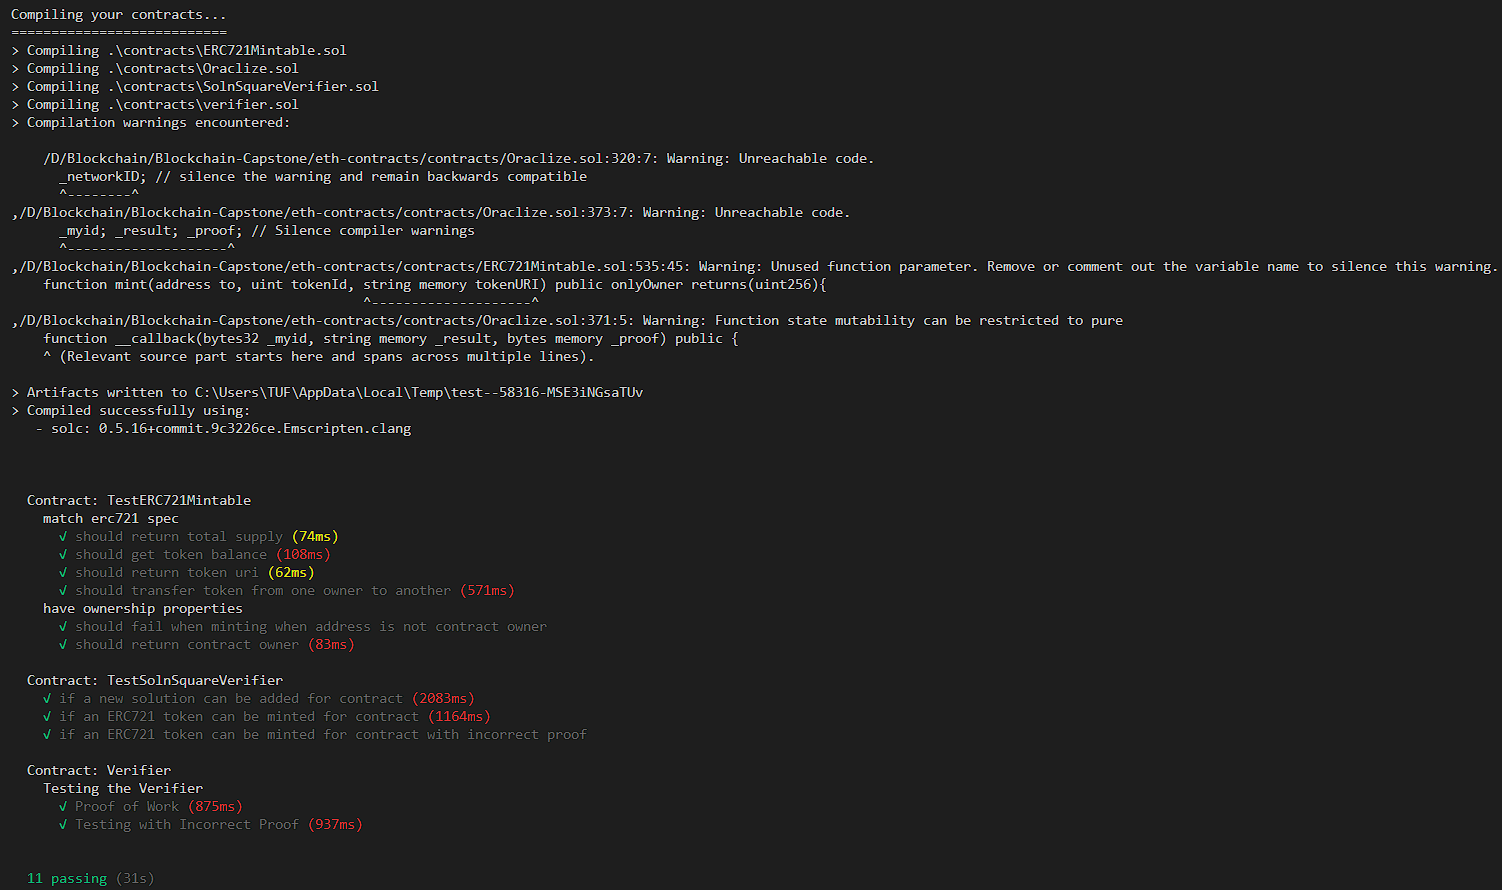 Compiling your contracts...
===========================
> Compiling .\contracts\ERC721Mintable.sol
> Compiling .\contracts\Oraclize.sol
> Compiling .\contracts\SolnSquareVerifier.sol
> Compiling .\contracts\verifier.sol
> Compilation warnings encountered:
/D/Blockchain/Blockchain-Capstone/eth-contracts/contracts/Oraclize.sol:320:7: Warning: Unreachable code.
_networkID; // silence the warning and remain backwards compatible
^--------^
,/D/Blockchain/Blockchain-Capstone/eth-contracts/contracts/Oraclize.sol:373:7: Warning: Unreachable code.
_myid; _result; _proof; // Silence compiler warnings
^--------------------^
,/D/Blockchain/Blockchain-Capstone/eth-contracts/contracts/ERC721Mintable.sol:535:45: Warning: Unused function parameter. Remove or comment out the variable name to silence this warning.
function mint(address to, uint tokenId, string memory tokenURI) public onlyOwner returns(uint256){
^--------------------^
,/D/Blockchain/Blockchain-Capstone/eth-contracts/contracts/Oraclize.sol:371:5: Warning: Function state mutability can be restricted to pure
function __callback(bytes32 _myid, string memory _result, bytes memory _proof) public {
^ (Relevant source part starts here and spans across multiple lines).
> Artifacts written to C:\Users\TUF\AppData\Local\Temp\test--58316-MSE3iNGsaTUv
> Compiled successfully using:
- solc: 0.5.16+commit.9c3226ce.Emscripten.clang
Contract: TestERC721Mintable
match erc721 spec
√ should return total supply (74ms)
√ should get token balance (108ms)
√ should return token uri (62ms)
√ should transfer token from one owner to another (571ms)
have ownership properties
√ should fail when minting when address is not contract owner
√ should return contract owner (83ms)
Contract: TestSolnSquareVerifier
√ if a new solution can be added for contract (2083ms)
√ if an ERC721 token can be minted for contract (1164ms)
√ if an ERC721 token can be minted for contract with incorrect proof
Contract: Verifier
Testing the Verifier
√ Proof of Work (875ms)
√ Testing with Incorrect Proof (937ms)
11 passing (31s)